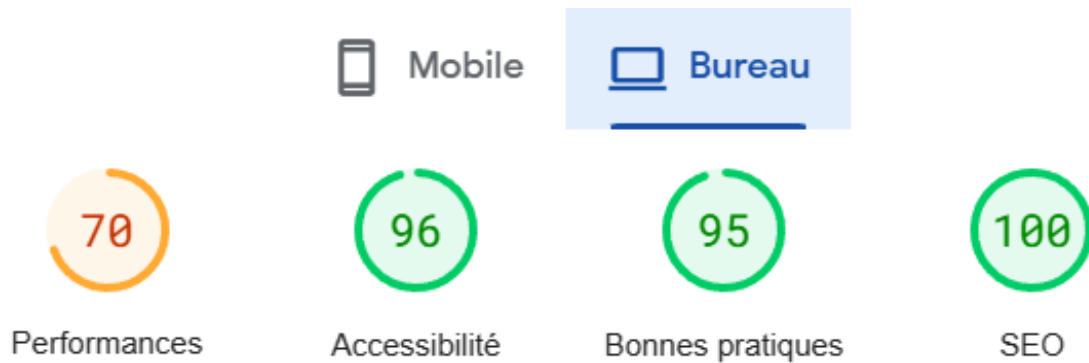 Mobile Bureau
70 96 95 100
Performances Accessibilité Bonnes pratiques SEO